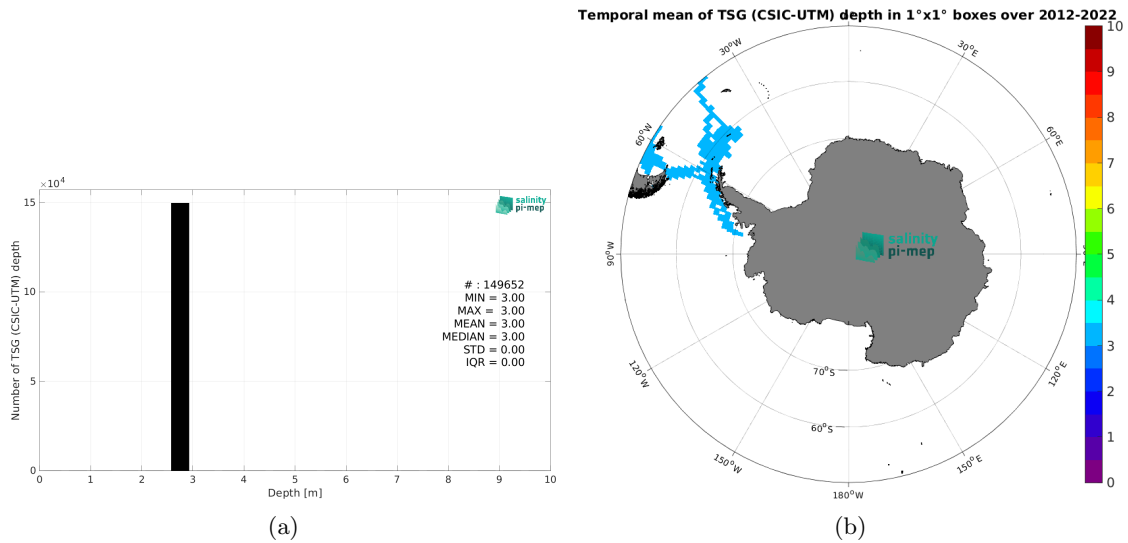 Temporal mean of TSG (CSIC-UTM) depth in 1°x1° boxes over 2012-2022
×10⁴
15
10
5
0
Number of TSG (CSIC-UTM) depth
salinity
pi-mep
# : 149652
MIN = 3.00
MAX = 3.00
MEAN = 3.00
MEDIAN = 3.00
STD = 0.00
IQR = 0.00
0 1 2 3 4 5 6 7 8 9 10
Depth [m]
(a)
30°W
30°E
60°W
60°E
90°W
salinity
pi-mep
120°W
120°E
70°S
60°S
150°W
150°E
180°W
10
9
8
7
6
5
4
3
2
1
0
(b)